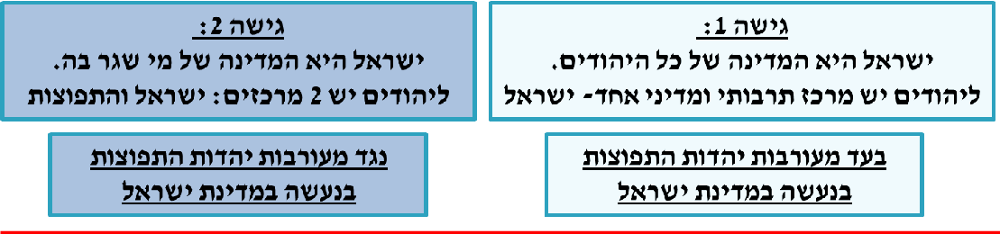 גישה 1:
ישראל היא המדינה של כל היהודים.
ליהודים יש מרכז תרבותי ומדיני אחד- ישראל
בעד מעורבות יהדות התפוצות
בנעשה במדינת ישראל
גישה 2:
ישראל היא המדינה של מי שגר בה.
ליהודים יש 2 מרכזים: ישראל והתפוצות
נגד מעורבות יהדות התפוצות
בנעשה במדינת ישראל